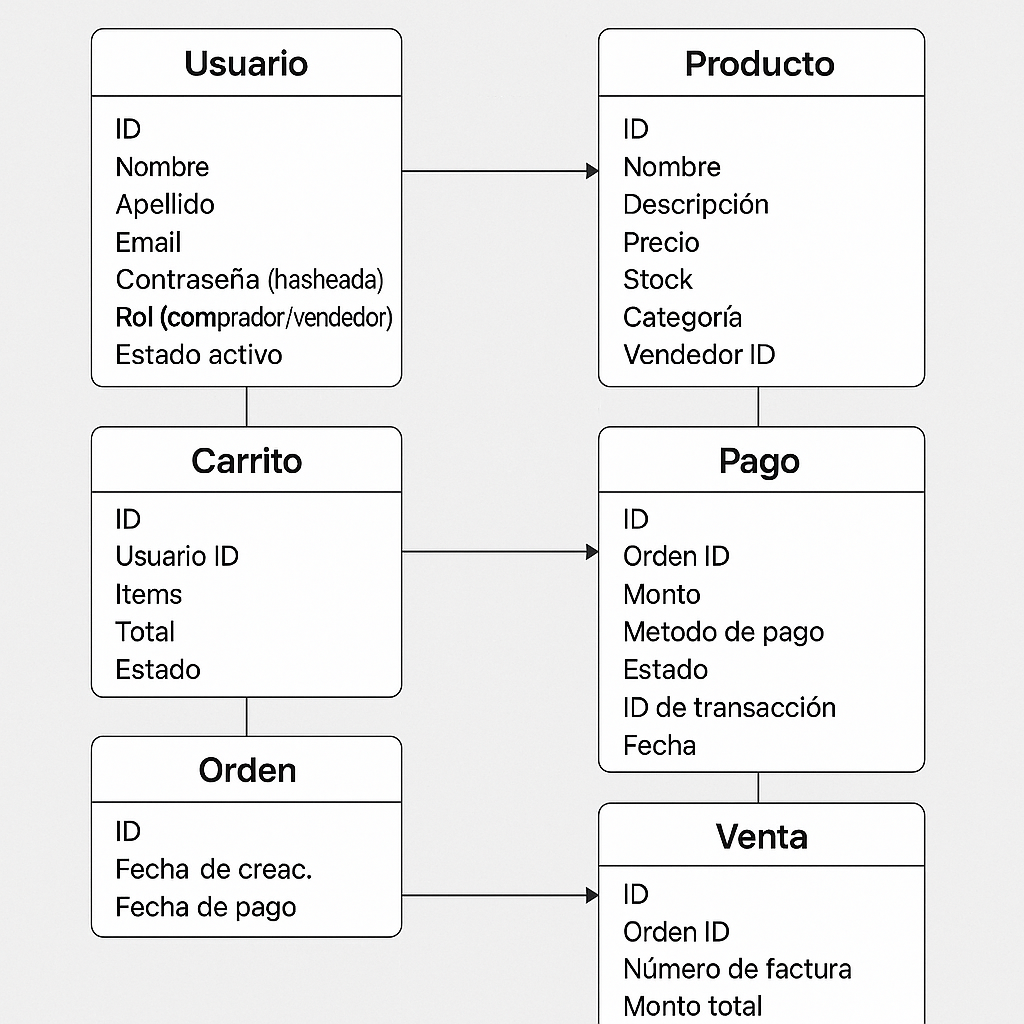 Usuario
ID
Nombre
Apellido
Email
Contraseña (hasheada)
Rol (comprador/vendedor)
Estado activo
Producto
ID
Nombre
Descripción
Precio
Stock
Categoría
Vendedor ID
Carrito
ID
Usuario ID
Items
Total
Estado
Pago
ID
Orden ID
Monto
Metodo de pago
Estado
ID de transacción
Fecha
Orden
ID
Fecha de creac.
Fecha de pago
Venta
ID
Orden ID
Número de factura
Monto total